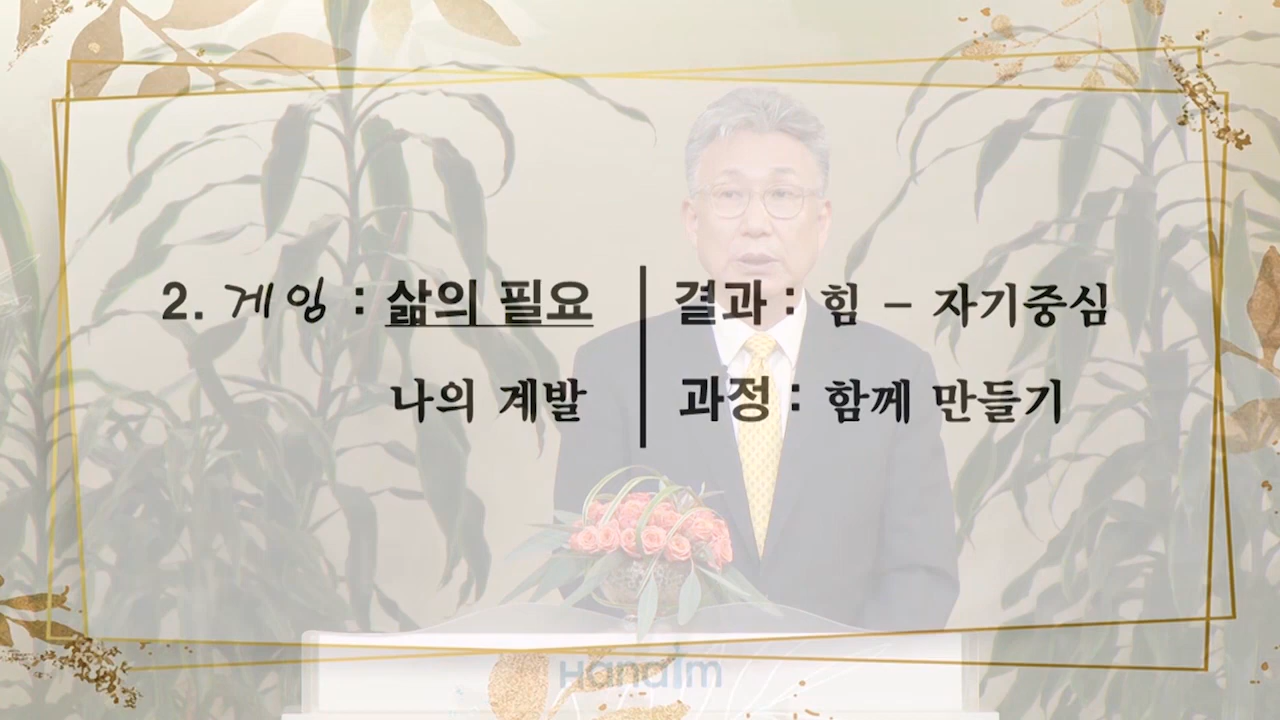 2. 게임 : 삶의 필요 | 결과 : 힘 – 자기중심
나의 계발 | 과정 : 함께 만들기
HanaIm